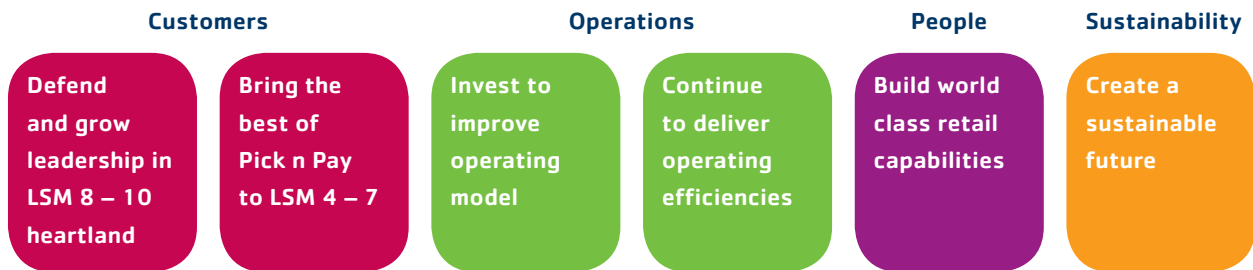 Customers
Defend
and grow
leadership in
LSM 8 – 10
heartland
Bring the
best of
Pick n Pay
to LSM 4 – 7
Operations
Invest to
improve
operating
model
Continue
to deliver
operating
efficiencies
People
Build world
class retail
capabilities
Sustainability
Create a
sustainable
future